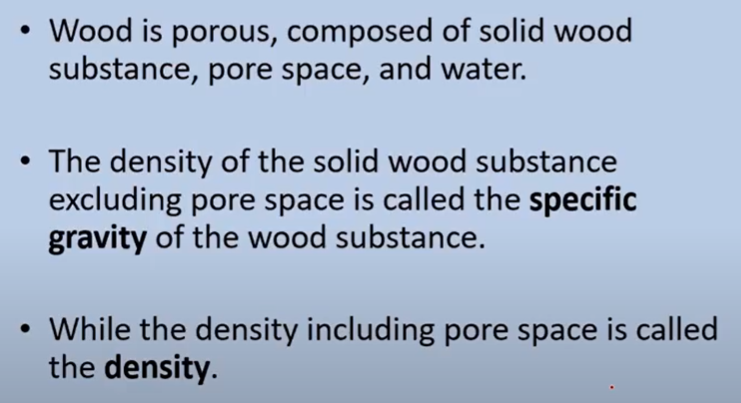 • Wood is porous, composed of solid wood
substance, pore space, and water.
• The density of the solid wood substance
excluding pore space is called the specific
gravity of the wood substance.
• While the density including pore space is called
the density.